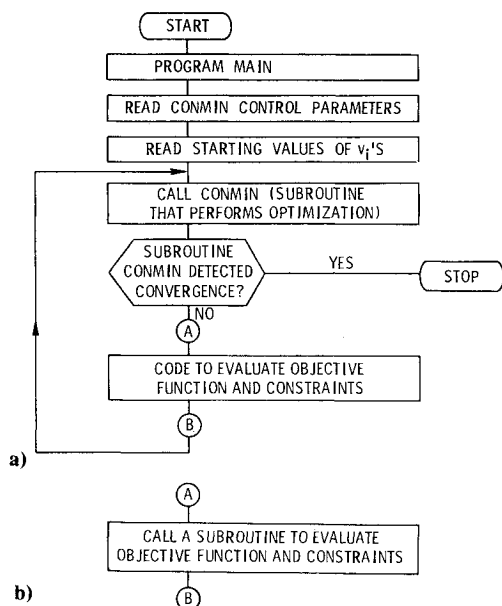 START
PROGRAM MAIN
READ CONMIN CONTROL PARAMETERS
READ STARTING VALUES OF vi'S
CALL CONMIN (SUBROUTINE
THAT PERFORMS OPTIMIZATION)
SUBROUTINE
CONMIN DETECTED
CONVERGENCE?
YES
STOP
NO
A
CODE TO EVALUATE OBJECTIVE
FUNCTION AND CONSTRAINTS
B
a)
A
CALL A SUBROUTINE TO EVALUATE
OBJECTIVE FUNCTION AND CONSTRAINTS
b)
B